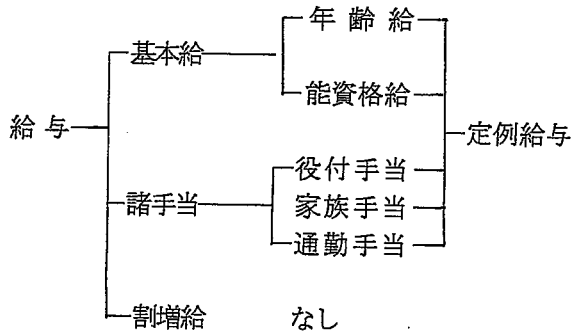 年齢給
基本給
能資格給
給与
定例給与
役付手当
諸手当
家族手当
通勤手当
割増給 なし